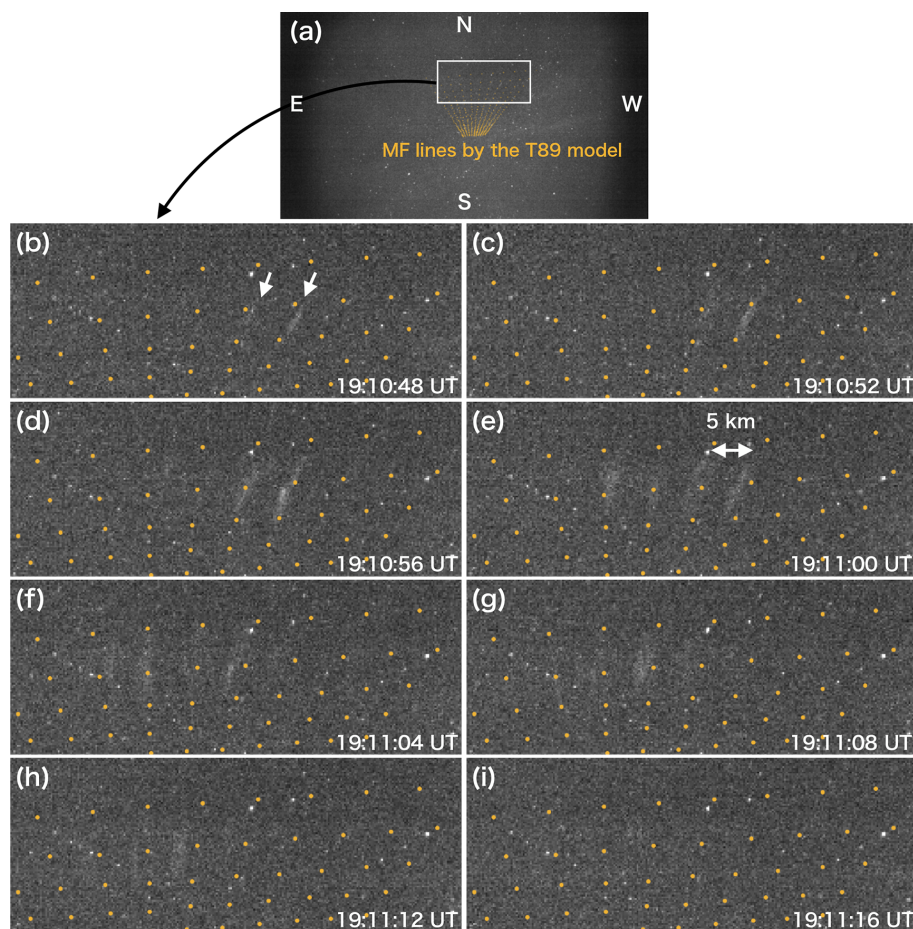 (a)
N
E
W
MF lines by the T89 model
S
(b)
19:10:48 UT
(c)
19:10:52 UT
(d)
19:10:56 UT
(e)
5 km
19:11:00 UT
(f)
19:11:04 UT
(g)
19:11:08 UT
(h)
19:11:12 UT
(i)
19:11:16 UT